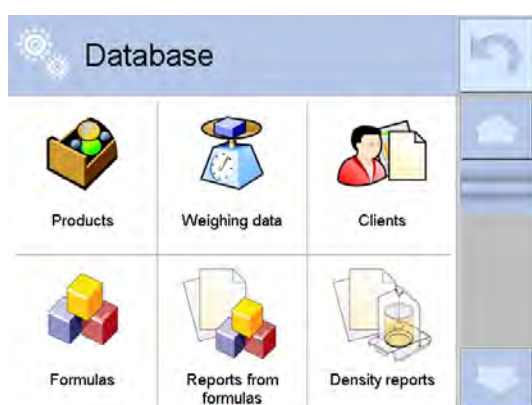 Database
Products
Weighing data
Clients
Formulas
Reports from
formulas
Density reports